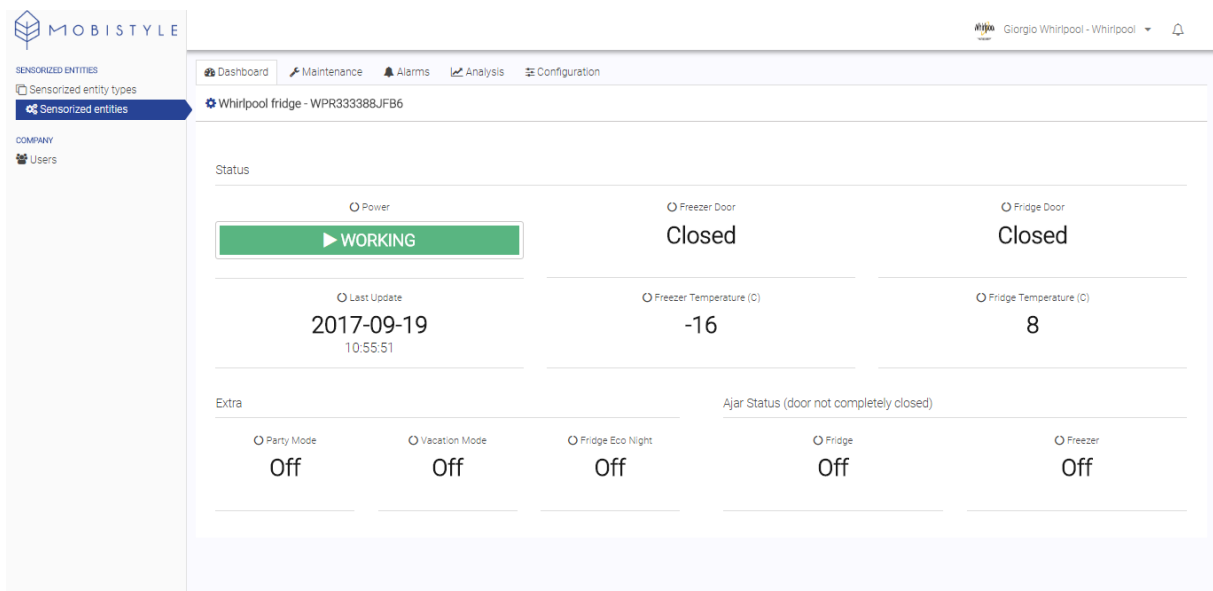 MOBISTYLE
Giorgio Whirlpool - Whirlpool
SENSORIZED ENTITIES
Sensorized entity types
Sensorized entities
COMPANY
Users
Dashboard Maintenance Alarms Analysis Configuration
Whirlpool fridge - WPR333388JFB6
Status
Power Freezer Door Fridge Door
WORKING Closed Closed
Last Update Freezer Temperature (C) Fridge Temperature (C)
2017-09-19 -16 8
10:55:51
Extra Ajar Status (door not completely closed)
Party Mode Vacation Mode Fridge Eco Night Fridge Freezer
Off Off Off Off Off